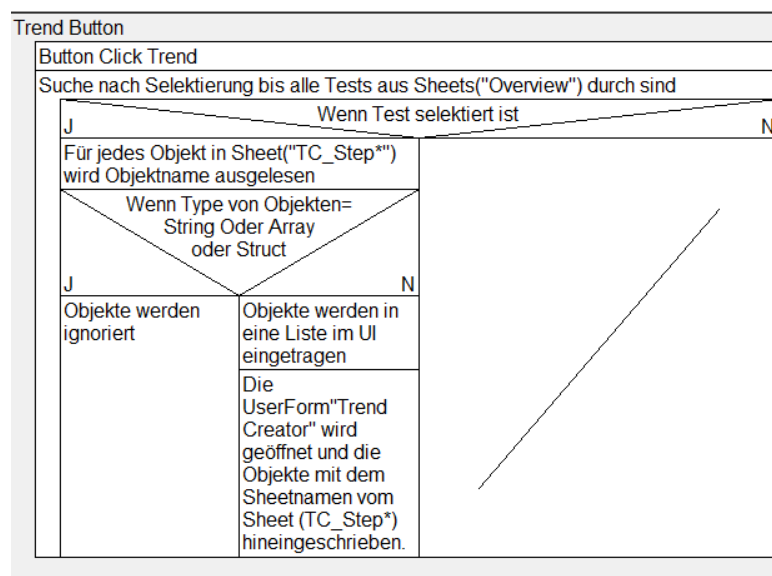 Trend Button
Button Click Trend
Suche nach Selektierung bis alle Tests aus Sheets("Overview") durch sind
Wenn Test selektiert ist
J
N
Für jedes Objekt in Sheet("TC_Step*")
wird Objektname ausgelesen
Wenn Type von Objekten=
String Oder Array
oder Struct
J
N
Objekte werden
ignoriert
Objekte werden in
eine Liste im UI
eingetragen
Die
UserForm"Trend
Creator" wird
geöffnet und die
Objekte mit dem
Sheetnamen vom
Sheet (TC_Step*)
hineingeschrieben.